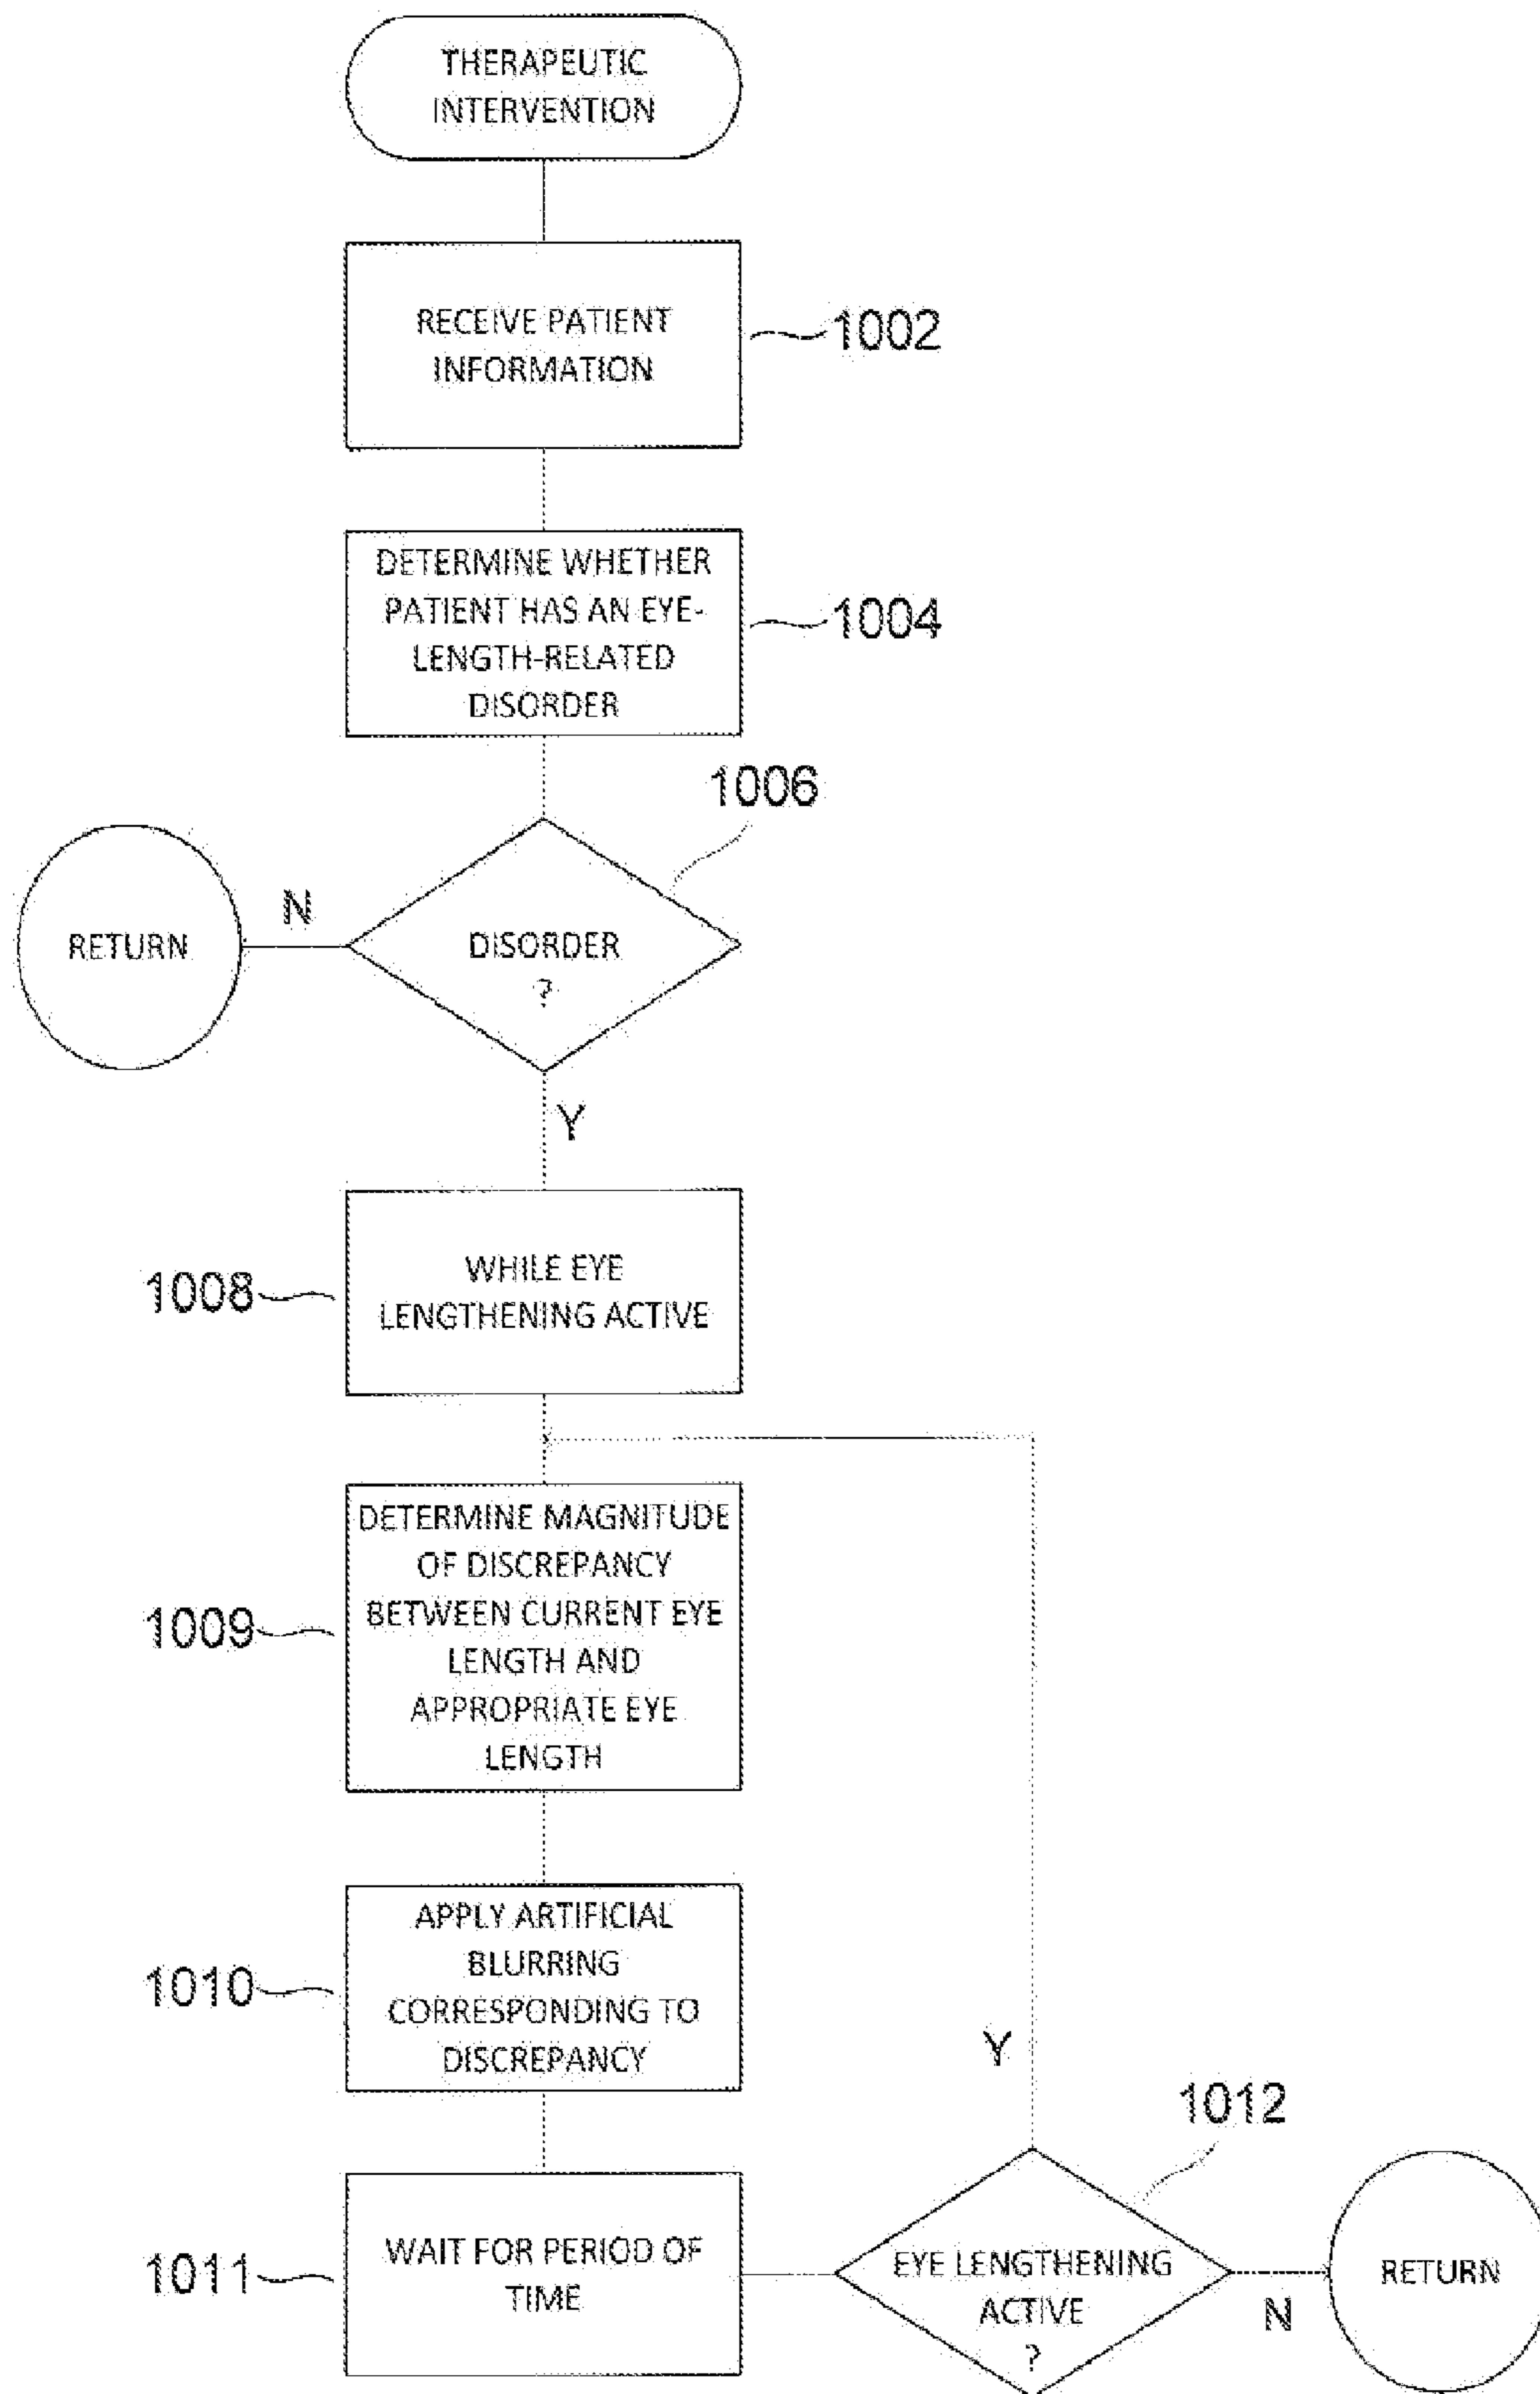 THERAPEUTIC
INTERVENTION
RECEIVE PATIENT
INFORMATION
1002
DETERMINE WHETHER
PATIENT HAS AN EYE-
LENGTH-RELATED
DISORDER
1004
1006
RETURN
N
DISORDER
?
Y
1008
WHILE EYE
LENGTHENING ACTIVE
1009
DETERMINE MAGNITUDE
OF DISCREPANCY
BETWEEN CURRENT EYE
LENGTH AND
APPROPRIATE EYE
LENGTH
1010
APPLY ARTIFICIAL
BLURRING
CORRESPONDING TO
DISCREPANCY
Y
1012
1011
WAIT FOR PERIOD OF
TIME
EYE LENGTHENING
ACTIVE
?
N
RETURN